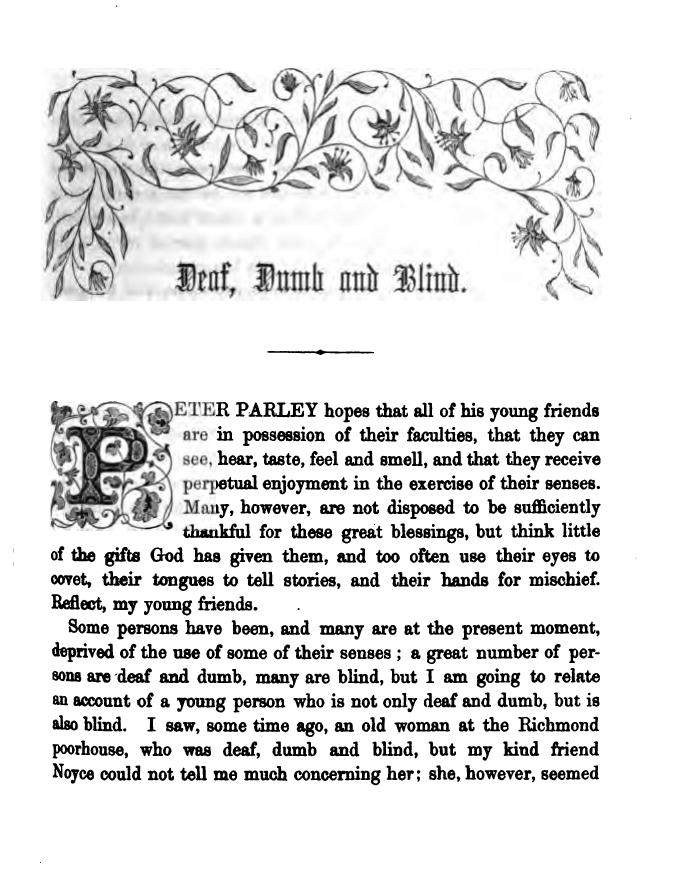 Deaf, Dumb and Blind.
PETER PARLEY hopes that all of his young friends
are in possession of their faculties, that they can
see, hear, taste, feel and smell, and that they receive
perpetual enjoyment in the exercise of their senses.
Many, however, are not disposed to be sufficiently
thankful for these great blessings, but think little
of the gifts God has given them, and too often use their eyes to
covet, their tongues to tell stories, and their hands for mischief.
Reflect, my young friends.
Some persons have been, and many are at the present moment,
deprived of the use of some of their senses; a great number of per-
sons are deaf and dumb, many are blind, but I am going to relate
an account of a young person who is not only deaf and dumb, but is
also blind. I saw, some time ago, an old woman at the Richmond
poorhouse, who was deaf, dumb and blind, but my kind friend
Noyce could not tell me much concerning her; she, however, seemed